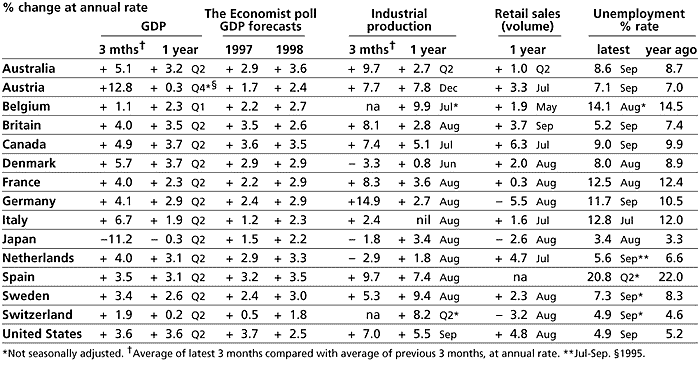 % change at annual rate
GDP The Economist poll GDP forecasts Industrial production Retail sales (volume) Unemployment % rate
3 mths† 1 year 1997 1998 3 mths† 1 year 1 year latest year ago
Australia + 5.1 + 3.2 Q2 + 2.9 + 3.6 + 9.7 + 2.7 Q2 + 1.0 Q2 8.6 Sep 8.7
Austria +12.8 + 0.3 Q4*§ + 1.7 + 2.4 + 7.7 + 7.8 Dec + 3.3 Jul 7.1 Sep 7.0
Belgium + 1.1 + 2.3 Q1 + 2.2 + 2.7 na + 9.9 Jul* + 1.9 May 14.1 Aug* 14.5
Britain + 4.0 + 3.5 Q2 + 3.5 + 2.6 + 8.1 + 2.8 Aug + 3.7 Sep 5.2 Sep 7.4
Canada + 4.9 + 3.7 Q2 + 3.6 + 3.5 + 7.4 + 5.1 Jul + 6.3 Jul 9.0 Sep 9.9
Denmark + 5.7 + 3.7 Q2 + 2.9 + 2.9 – 3.3 + 0.8 Jun + 2.0 Aug 8.0 Aug 8.9
France + 4.0 + 2.3 Q2 + 2.2 + 2.9 + 8.3 + 3.6 Aug + 0.3 Aug 12.5 Aug 12.4
Germany + 4.1 + 2.9 Q2 + 2.4 + 2.9 +14.9 + 2.7 Aug – 5.5 Aug 11.7 Sep 10.5
Italy + 6.7 + 1.9 Q2 + 1.2 + 2.3 + 2.4 nil Aug + 1.6 Jul 12.8 Jul 12.0
Japan –11.2 – 0.3 Q2 + 1.5 + 2.2 – 1.8 + 3.4 Aug – 2.6 Aug 3.4 Aug 3.3
Netherlands + 4.0 + 3.1 Q2 + 2.9 + 3.3 – 2.9 + 1.8 Aug + 4.7 Jul 5.6 Sep** 6.6
Spain + 3.5 + 3.1 Q2 + 3.2 + 3.5 + 9.7 + 7.4 Aug na 20.8 Q2* 22.0
Sweden + 3.4 + 2.6 Q2 + 2.4 + 3.0 + 5.3 + 9.4 Aug + 2.3 Aug 7.3 Sep* 8.3
Switzerland + 1.9 + 0.2 Q2 + 0.5 + 1.8 na + 8.2 Q2* – 3.2 Aug 4.9 Sep* 4.6
United States + 3.6 + 3.6 Q2 + 3.7 + 2.5 + 7.0 + 5.5 Sep + 4.8 Aug 4.9 Sep 5.2
*Not seasonally adjusted. †Average of latest 3 months compared with average of previous 3 months, at annual rate. **Jul-Sep. §1995.